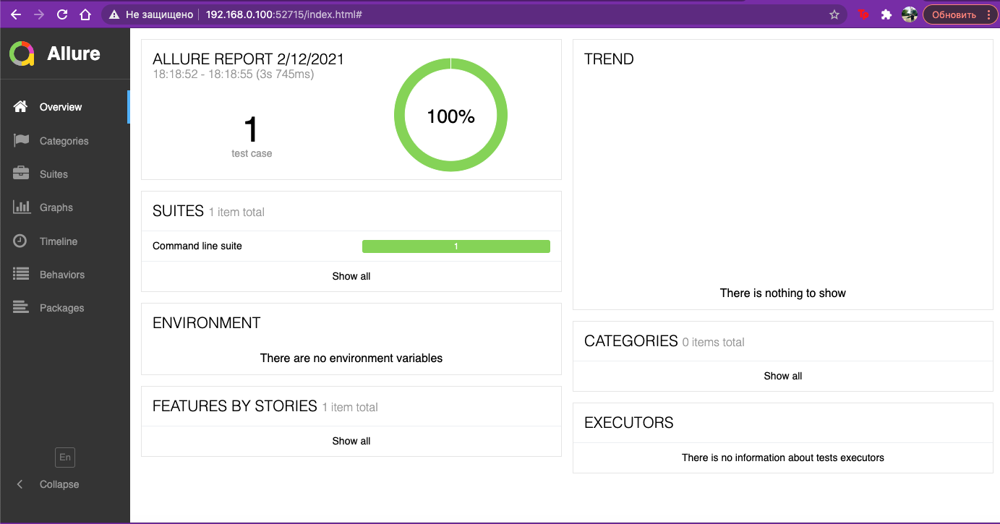 Не защищено
192.168.0.100:52715/index.html#
Тр
Обновить
Allure
Overview
Categories
Suites
Graphs
Timeline
Behaviors
Packages
En
Collapse
ALLURE REPORT 2/12/2021
18:18:52 - 18:18:55 (3s 745ms)
1
test case
100%
SUITES 1 item total
Command line suite 1
Show all
ENVIRONMENT
There are no environment variables
FEATURES BY STORIES 1 item total
Show all
TREND
There is nothing to show
CATEGORIES 0 items total
Show all
EXECUTORS
There is no information about tests executors